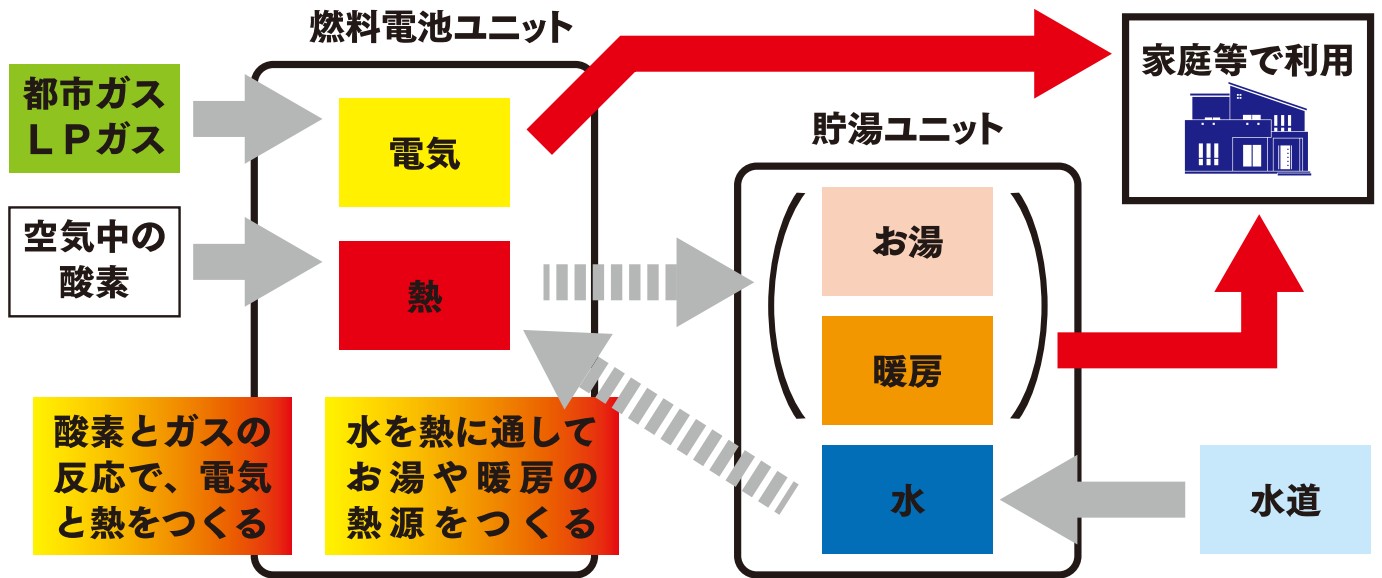 燃料電池ユニット
都市ガス
ＬＰガス
空気中の
酸素
電気
熱
酸素とガスの
反応で、電気
と熱をつくる
水を熱に通して
お湯や暖房の
熱源をつくる
貯湯ユニット
お湯
暖房
水
水道
家庭等で利用